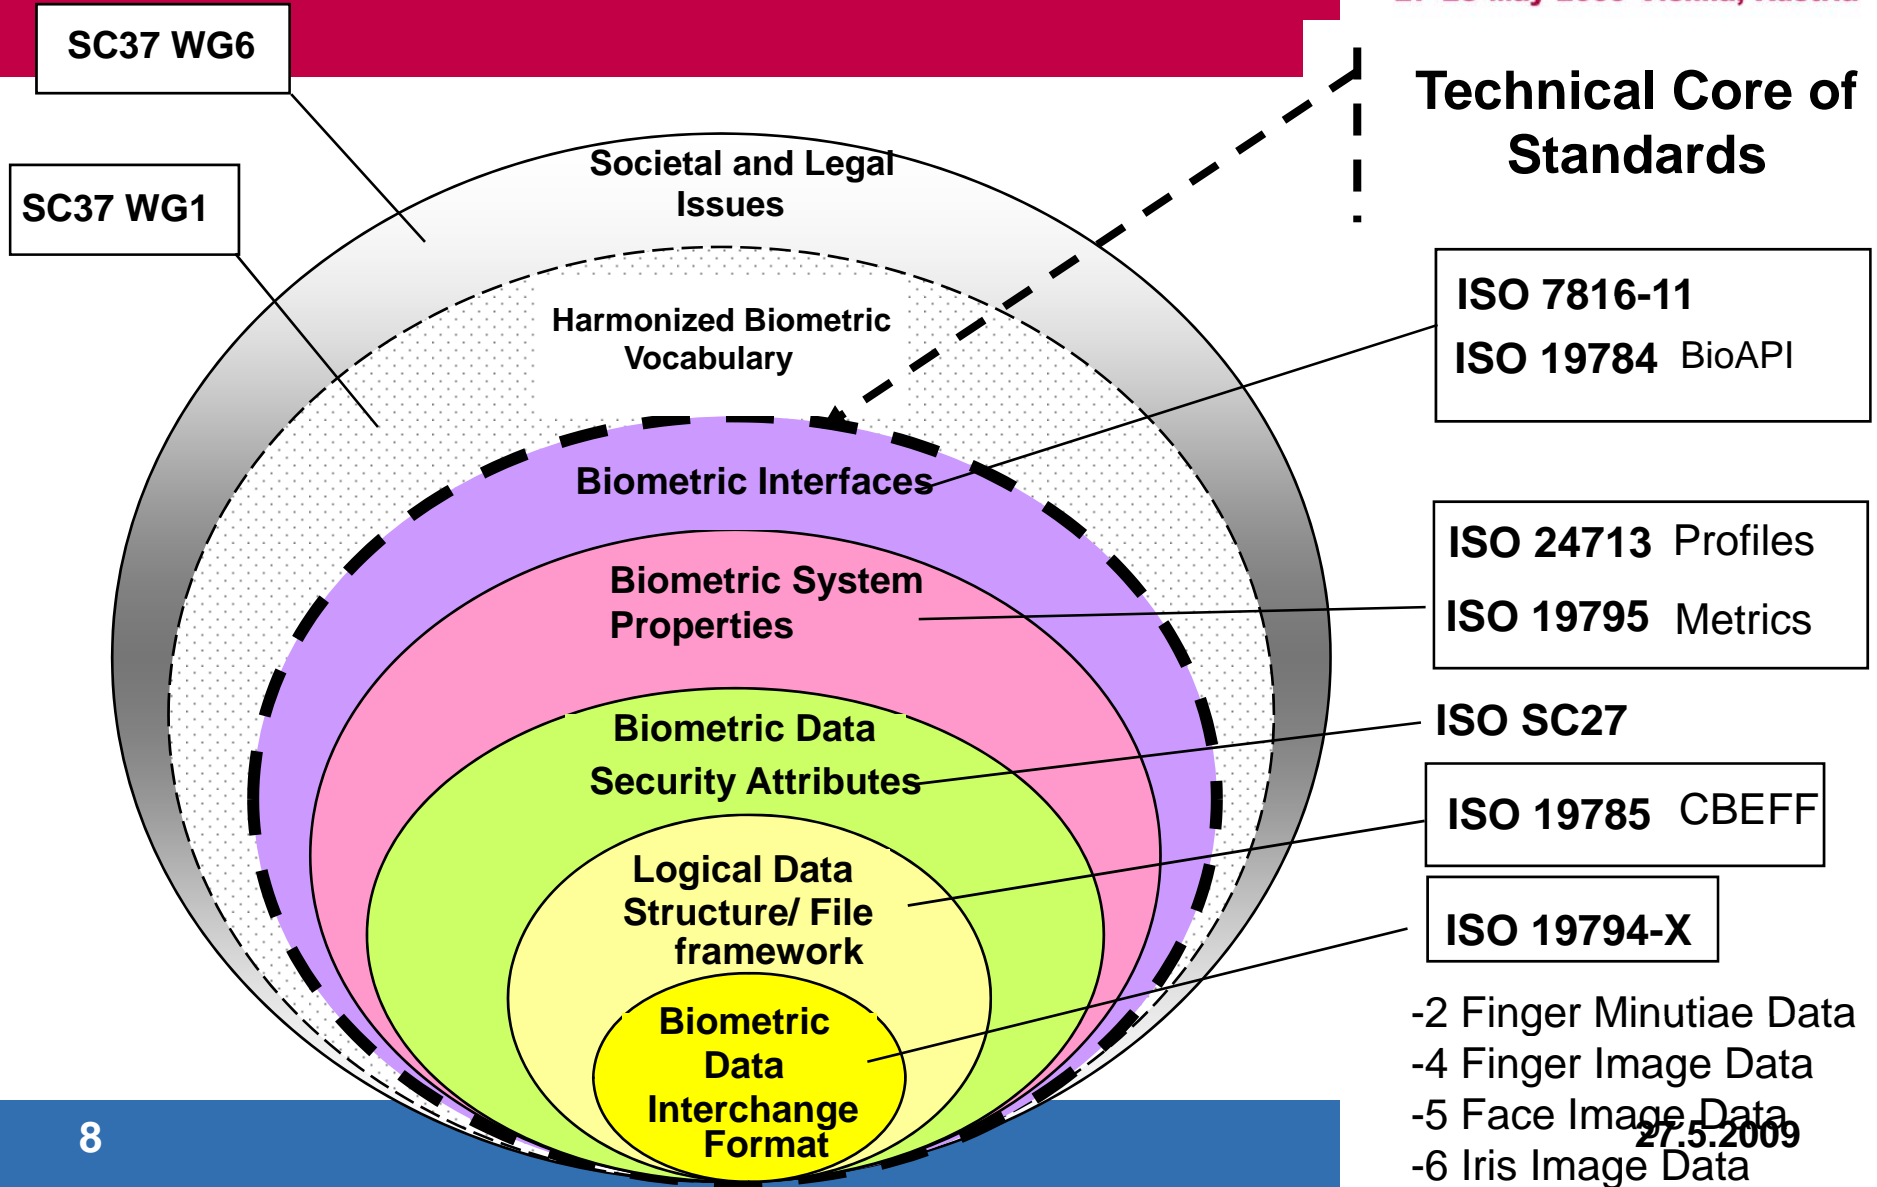 SC37 WG6
SC37 WG1
Technical Core of
Standards
Societal and Legal
Issues
Harmonized Biometric
Vocabulary
Biometric Interfaces
Biometric System
Properties
Biometric Data
Security Attributes
Logical Data
Structure/ File
framework
Biometric
Data
Interchange
Format
ISO 7816-11
ISO 19784 BioAPI
ISO 24713 Profiles
ISO 19795 Metrics
ISO SC27
ISO 19785 CBEFF
ISO 19794-X
-2 Finger Minutiae Data
-4 Finger Image Data
-5 Face Image Data
-6 Iris Image Data
8
27.5.2009